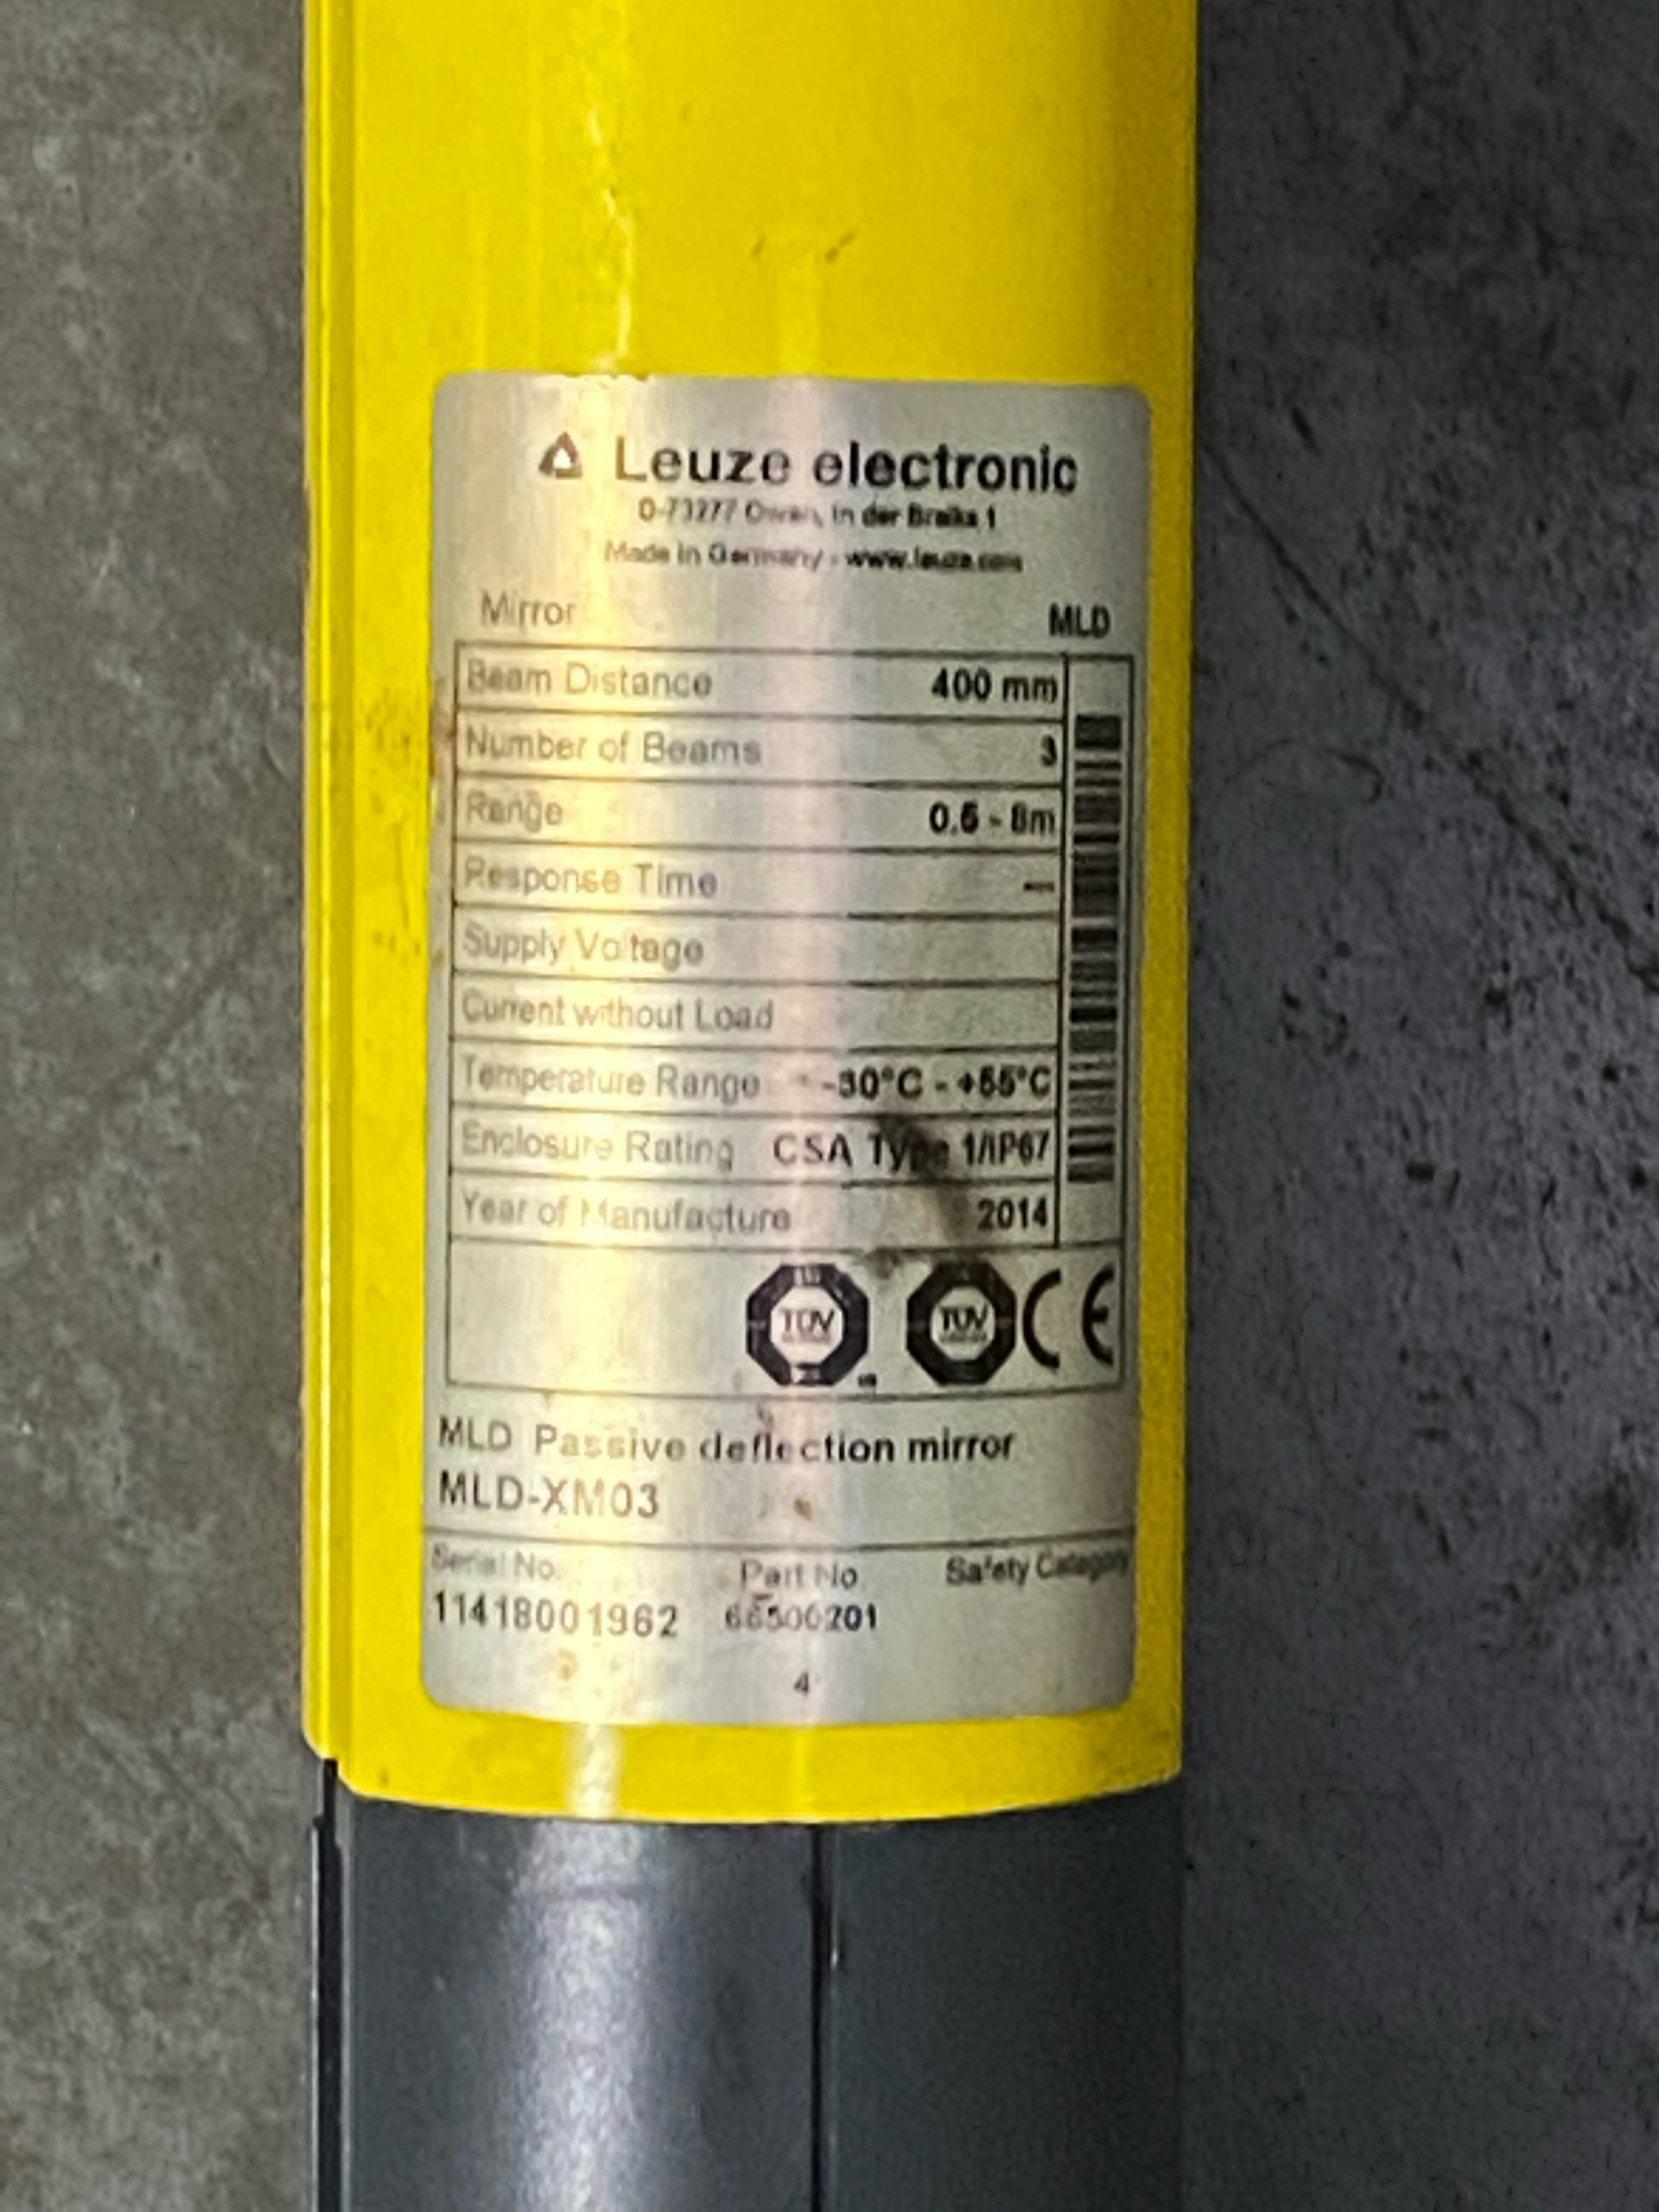 Leuze electronic
D-73277 Owen, In der Braike 1
Made in Germany - www.leuze.com
Mirror MLD
Beam Distance 400 mm
Number of Beams 3
Range 0.5 - 8m
Response Time —
Supply Voltage
Current without Load
Temperature Range -30°C - +55°C
Enclosure Rating CSA Type 1/IP67
Year of Manufacture 2014
TÜV TÜV CE
MLD Passive deflection mirror
MLD-XM03
Serial No. Part No Safety Category
11418001962 66500201
4